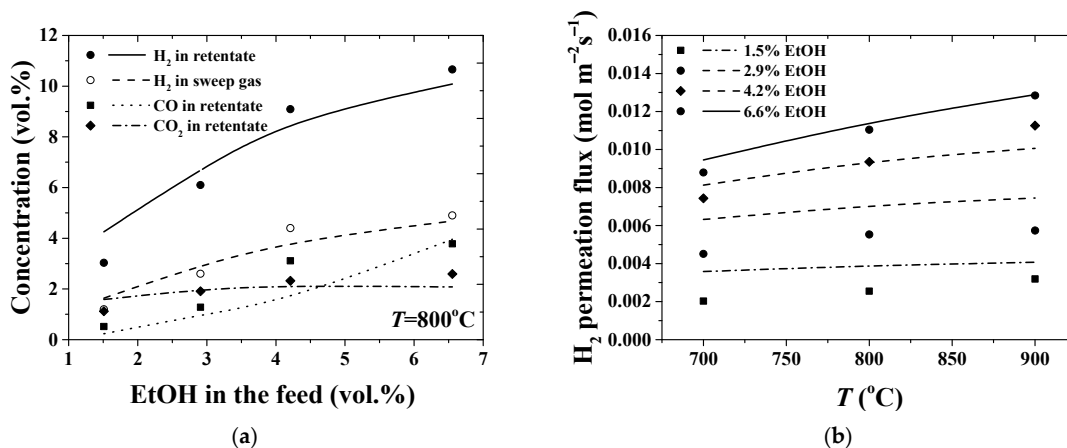 12
10
8
6
4
2
0
Concentration (vol.%)
H₂ in retentate
H₂ in sweep gas
CO in retentate
CO₂ in retentate
T=800°C
1 2 3 4 5 6 7
EtOH in the feed (vol.%)
(a)
0.016
0.014
0.012
0.010
0.008
0.006
0.004
0.002
0.000
H₂ permeation flux (mol m⁻²s⁻¹)
1.5% EtOH
2.9% EtOH
4.2% EtOH
6.6% EtOH
700 750 800 850 900
T (°C)
(b)